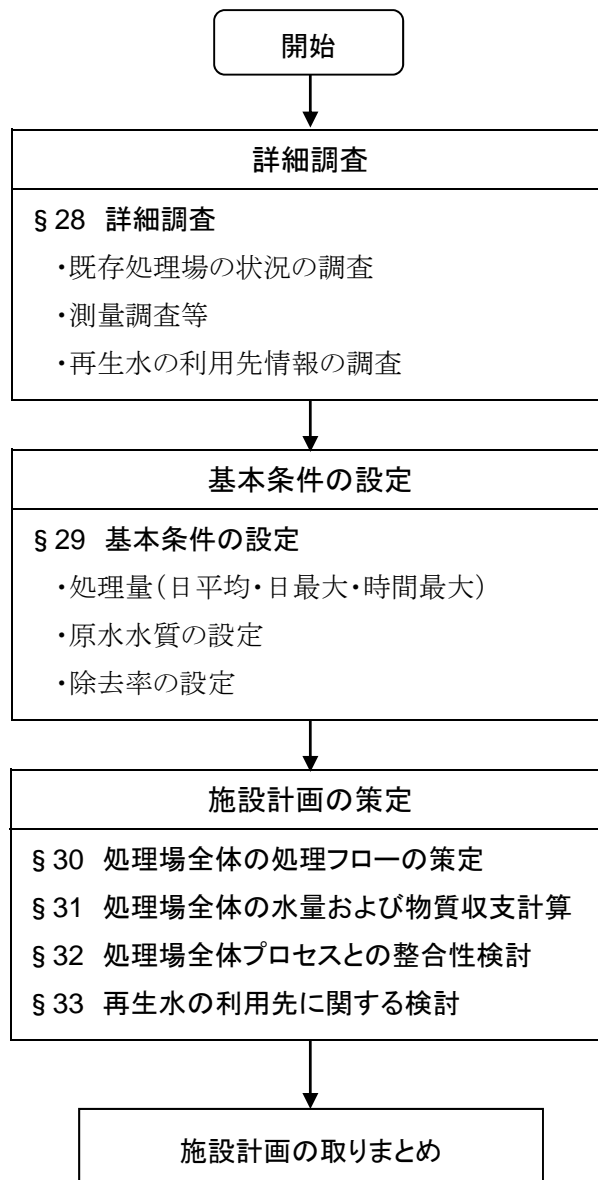 開始
詳細調査
§28 詳細調査
・既存処理場の状況の調査
・測量調査等
・再生水の利用先情報の調査
基本条件の設定
§29 基本条件の設定
・処理量(日平均・日最大・時間最大)
・原水水質の設定
・除去率の設定
施設計画の策定
§30 処理場全体の処理フローの策定
§31 処理場全体の水量および物質収支計算
§32 処理場全体プロセスとの整合性検討
§33 再生水の利用先に関する検討
施設計画の取りまとめ